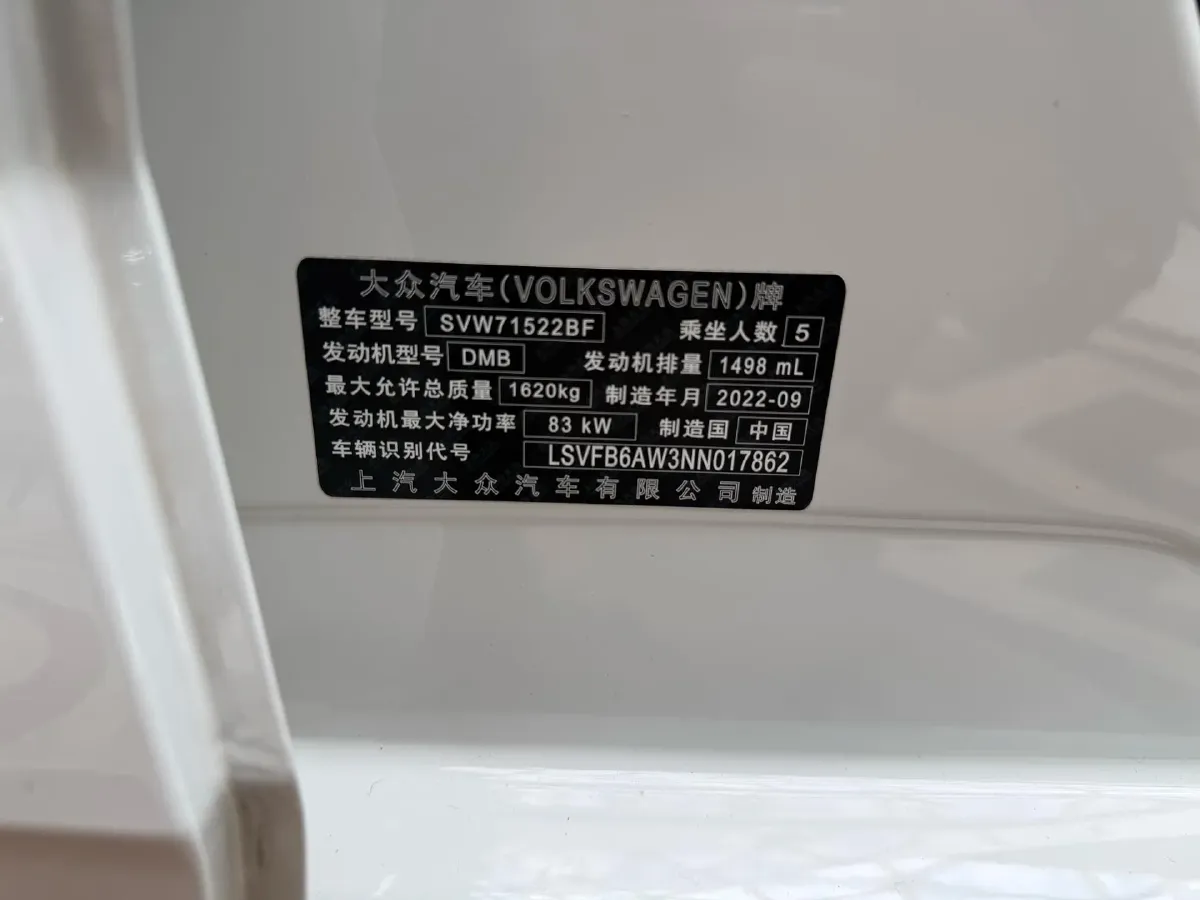 大众汽车(VOLKSWAGEN)牌
整车型号 SVW71522BF 乘坐人数 5
发动机型号 DMB 发动机排量 1498 mL
最大允许总质量 1620kg 制造年月 2022-09
发动机最大净功率 83 kW 制造国 中国
车辆识别代号 LSVFB6AW3NN017862
上汽大众汽车有限公司 制造